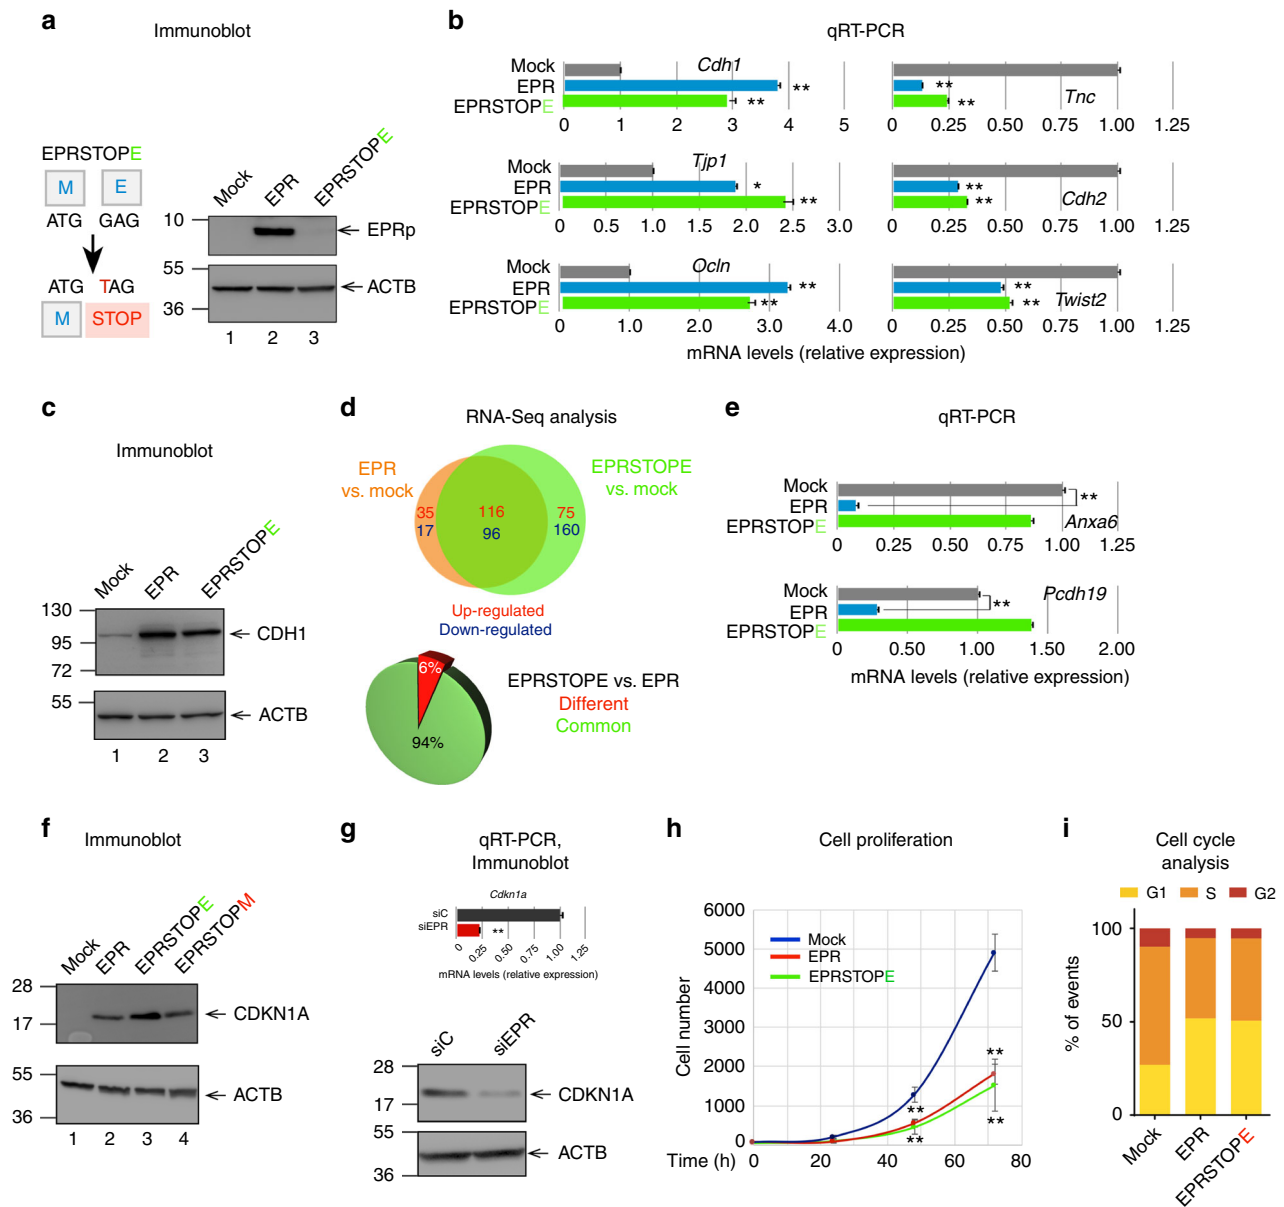 a
Immunoblot
EPRSTOPE
M E
ATG GAG
ATG TAG
M STOP
Mock EPR EPRSTOPE
10
EPRp
55
36
ACTB
1 2 3
b
qRT-PCR
Mock
EPR
EPRSTOPE
Cdh1
**
**
0 1 2 3 4 5
Tnc
**
**
0 0.25 0.50 0.75 1.00 1.25
Mock
EPR
EPRSTOPE
Tjp1
*
**
0 0.5 1.0 1.5 2.0 2.5 3.0
Cdh2
**
**
0 0.25 0.50 0.75 1.00 1.25
Mock
EPR
EPRSTOPE
Ocln
**
**
0 1.0 2.0 3.0 4.0
Twist2
**
**
0 0.25 0.50 0.75 1.00 1.25
mRNA levels (relative expression)
c
Immunoblot
Mock EPR EPRSTOPE
130
95
72
CDH1
55
ACTB
1 2 3
d
RNA-Seq analysis
EPR
vs. mock
EPRSTOPE
vs. mock
35 116 75
17 96 160
Up-regulated
Down-regulated
6%
94%
EPRSTOPE vs. EPR
Different
Common
e
qRT-PCR
Mock
EPR
EPRSTOPE
**
Anxa6
0 0.25 0.50 0.75 1.00 1.25
Mock
EPR
EPRSTOPE
**
Pcdh19
0 0.50 1.00 1.50 2.00
mRNA levels (relative expression)
f
Immunoblot
Mock EPR EPRSTOPE EPRSTOPM
28
17
CDKN1A
55
36
ACTB
1 2 3 4
g
qRT-PCR,
Immunoblot
Cdkn1a
siC
siEPR
**
0 0.25 0.50 0.75 1.00 1.25
mRNA levels (relative expression)
siC siEPR
28
17
CDKN1A
55
36
ACTB
h
Cell proliferation
Cell number
6000
5000
4000
3000
2000
1000
0
Mock
EPR
EPRSTOPE
**
**
**
**
Time (h) 0 20 40 60 80
i
Cell cycle
analysis
G1 S G2
% of events
100
50
0
Mock EPR EPRSTOPE